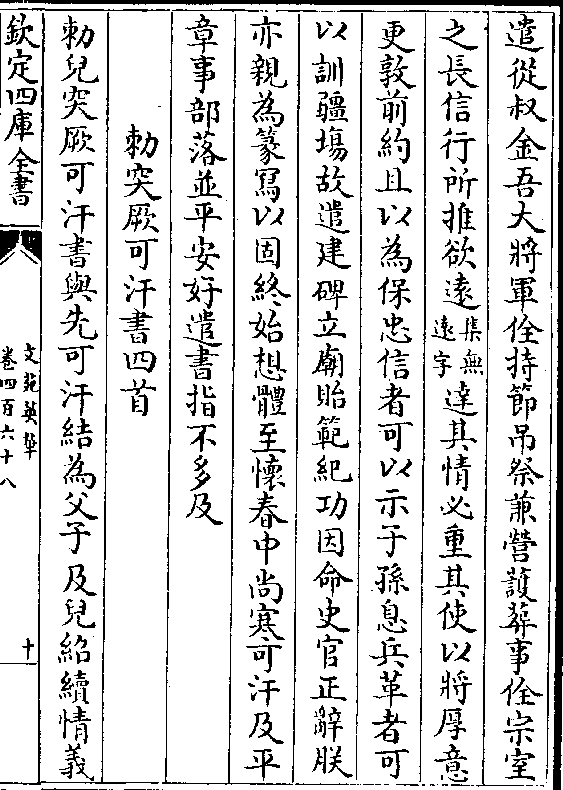 遣從叔金吾大將軍佺持節吊祭兼營護葬事佺宗室
之長信行所推欲遠集無遠字達其情必重其使以將厚意
更敦前約且以為保忠信者可以示子孫息兵革者可
以訓疆場故遣建碑立廟貽範紀功因命史官正辭朕
亦親為篆冩以固終始想體至懷春中尚寒可汗及平
章事部落並平安好遣書指不多及
勅突厥可汗書四首
勅兒突厥可汗書與先可汗結為父子及兒紹續情義
欽定四庫全書
文苑英華
卷四百六十八
十